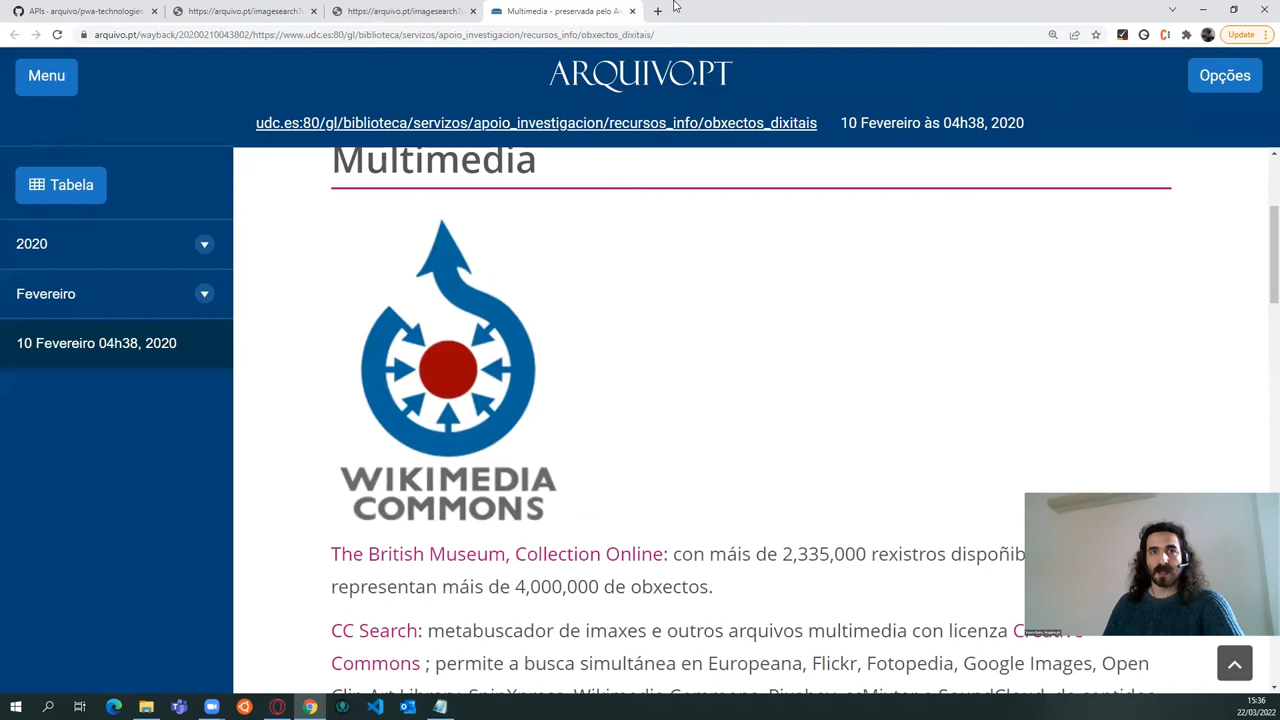 APIs · arquivo/pwa-technologies
https://arquivo.pt/imagesearch?
https://arquivo.pt/imagesearch?
Multimedia - preservada pelo A
arquivo.pt/wayback/20200210043802/https://www.udc.es:80/gl/biblioteca/servizos/apoio_investigacion/recursos_info/obxectos_dixitais/
Update
Menu
ARQUIVO.PT
Opções
udc.es:80/gl/biblioteca/servizos/apoio_investigacion/recursos_info/obxectos_dixitais 10 Fevereiro às 04h38, 2020
Tabela
2020
Fevereiro
10 Fevereiro 04h38, 2020
Multimedia
WIKIMEDIA
COMMONS
The British Museum, Collection Online: con máis de 2,335,000 rexistros
representan máis de 4,000,000 de obxectos.
CC Search: metabuscador de imaxes e outros arquivos multimedia con licenza
Commons ; permite a busca simultánea en Europeana, Flickr, Fotopedia, Google Images, Open
15:36
22/03/2022